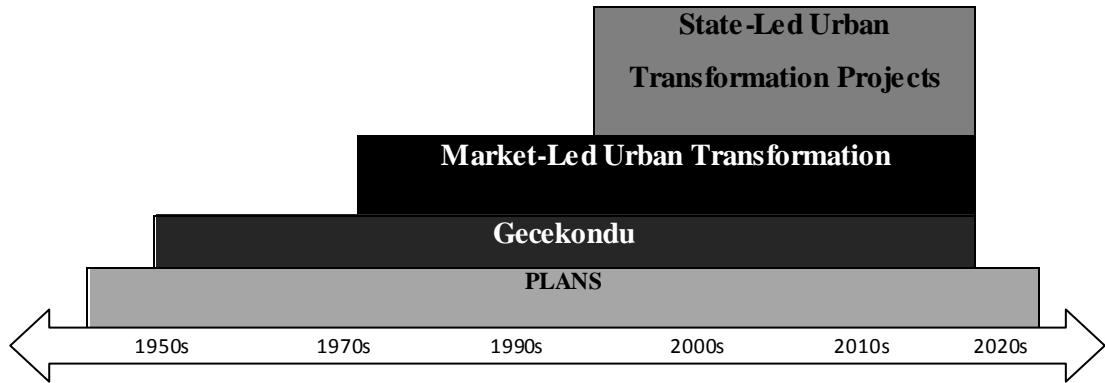 State-Led Urban
Transformation Projects
Market-Led Urban Transformation
Gecekondu
PLANS
1950s 1970s 1990s 2000s 2010s 2020s